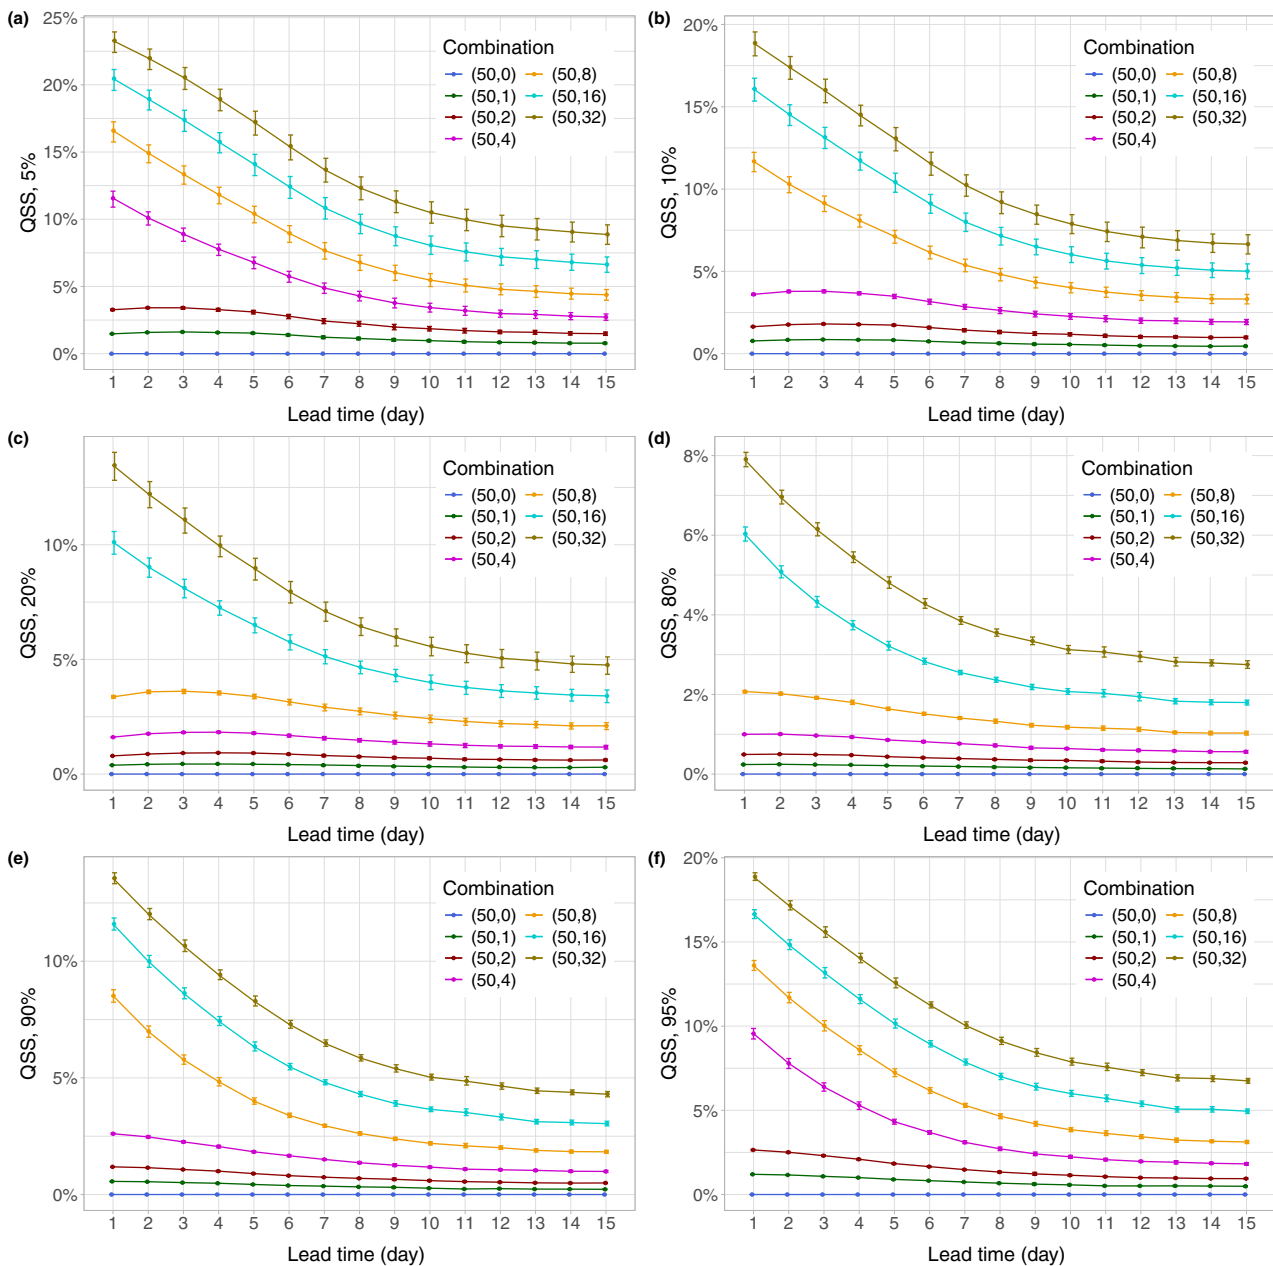 (a)
QSS, 5%
25%
20%
15%
10%
5%
0%
Combination
(50,0) (50,8)
(50,1) (50,16)
(50,2) (50,32)
(50,4)
1 2 3 4 5 6 7 8 9 10 11 12 13 14 15
Lead time (day)
(b)
QSS, 10%
20%
15%
10%
5%
0%
Combination
(50,0) (50,8)
(50,1) (50,16)
(50,2) (50,32)
(50,4)
1 2 3 4 5 6 7 8 9 10 11 12 13 14 15
Lead time (day)
(c)
QSS, 20%
10%
5%
0%
Combination
(50,0) (50,8)
(50,1) (50,16)
(50,2) (50,32)
(50,4)
1 2 3 4 5 6 7 8 9 10 11 12 13 14 15
Lead time (day)
(d)
QSS, 80%
8%
6%
4%
2%
0%
Combination
(50,0) (50,8)
(50,1) (50,16)
(50,2) (50,32)
(50,4)
1 2 3 4 5 6 7 8 9 10 11 12 13 14 15
Lead time (day)
(e)
QSS, 90%
10%
5%
0%
Combination
(50,0) (50,8)
(50,1) (50,16)
(50,2) (50,32)
(50,4)
1 2 3 4 5 6 7 8 9 10 11 12 13 14 15
Lead time (day)
(f)
QSS, 95%
20%
15%
10%
5%
0%
Combination
(50,0) (50,8)
(50,1) (50,16)
(50,2) (50,32)
(50,4)
1 2 3 4 5 6 7 8 9 10 11 12 13 14 15
Lead time (day)